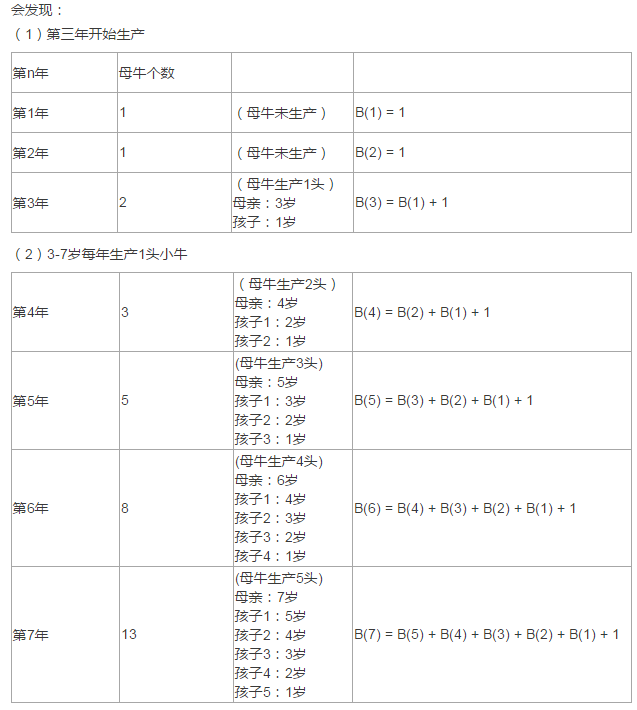 会发现：
（1）第三年开始生产
第n年 母牛个数
第1年 1 （母牛未生产） B(1) = 1
第2年 1 （母牛未生产） B(2) = 1
第3年 2 （母牛生产1头） B(3) = B(1) + 1
母亲：3岁
孩子：1岁
（2）3-7岁每年生产1头小牛
第4年 3 （母牛生产2头） B(4) = B(2) + B(1) + 1
母亲：4岁
孩子1：2岁
孩子2：1岁
第5年 5 (母牛生产3头) B(5) = B(3) + B(2) + B(1) + 1
母亲：5岁
孩子1：3岁
孩子2：2岁
孩子3：1岁
第6年 8 (母牛生产4头) B(6) = B(4) + B(3) + B(2) + B(1) + 1
母亲：6岁
孩子1：4岁
孩子2：3岁
孩子3：2岁
孩子4：1岁
第7年 13 (母牛生产5头) B(7) = B(5) + B(4) + B(3) + B(2) + B(1) + 1
母亲：7岁
孩子1：5岁
孩子2：4岁
孩子3：3岁
孩子4：2岁
孩子5：1岁